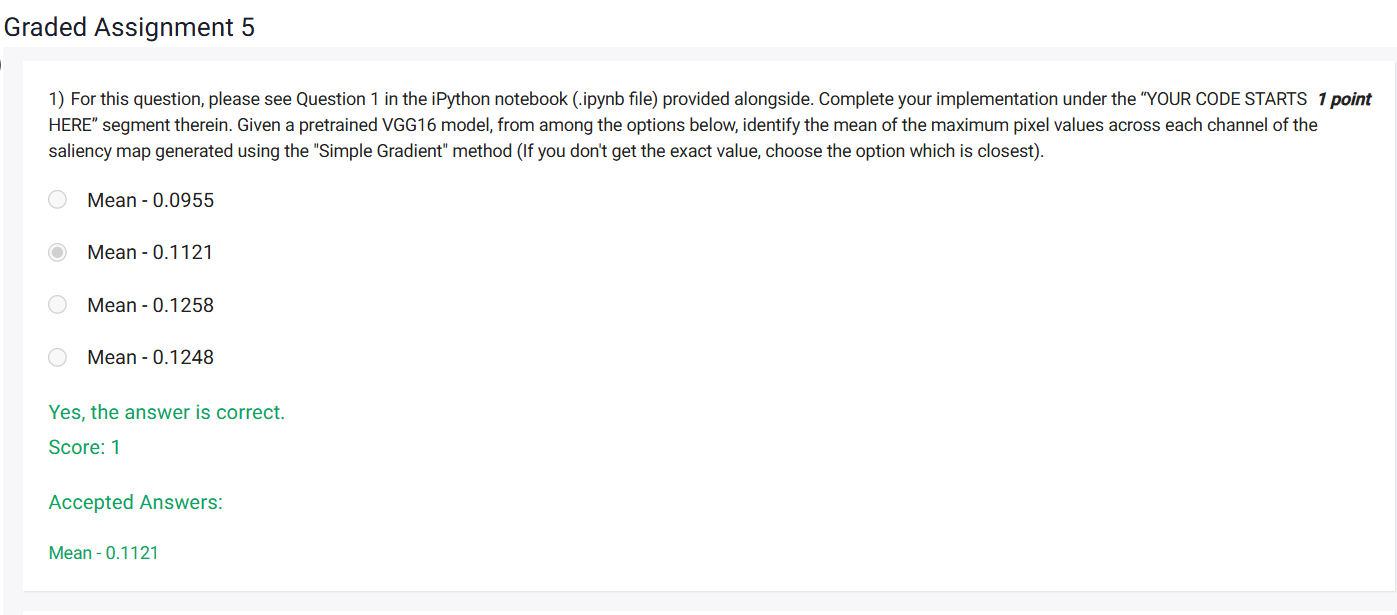 Graded Assignment 5
1) For this question, please see Question 1 in the iPython notebook (.ipynb file) provided alongside. Complete your implementation under the “YOUR CODE STARTS 1 point
HERE” segment therein. Given a pretrained VGG16 model, from among the options below, identify the mean of the maximum pixel values across each channel of the
saliency map generated using the "Simple Gradient" method (If you don't get the exact value, choose the option which is closest).
Mean - 0.0955
Mean - 0.1121
Mean - 0.1258
Mean - 0.1248
Yes, the answer is correct.
Score: 1
Accepted Answers:
Mean - 0.1121